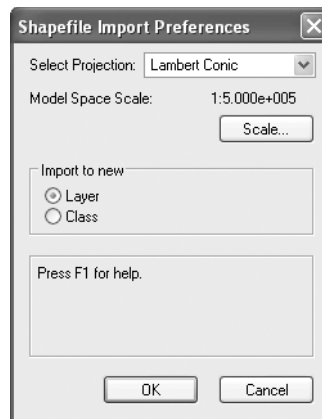 Shapefile Import Preferences
Select Projection: Lambert Conic
Model Space Scale: 1:5.000e+005
Scale...
Import to new
Layer
Class
Press F1 for help.
OK Cancel